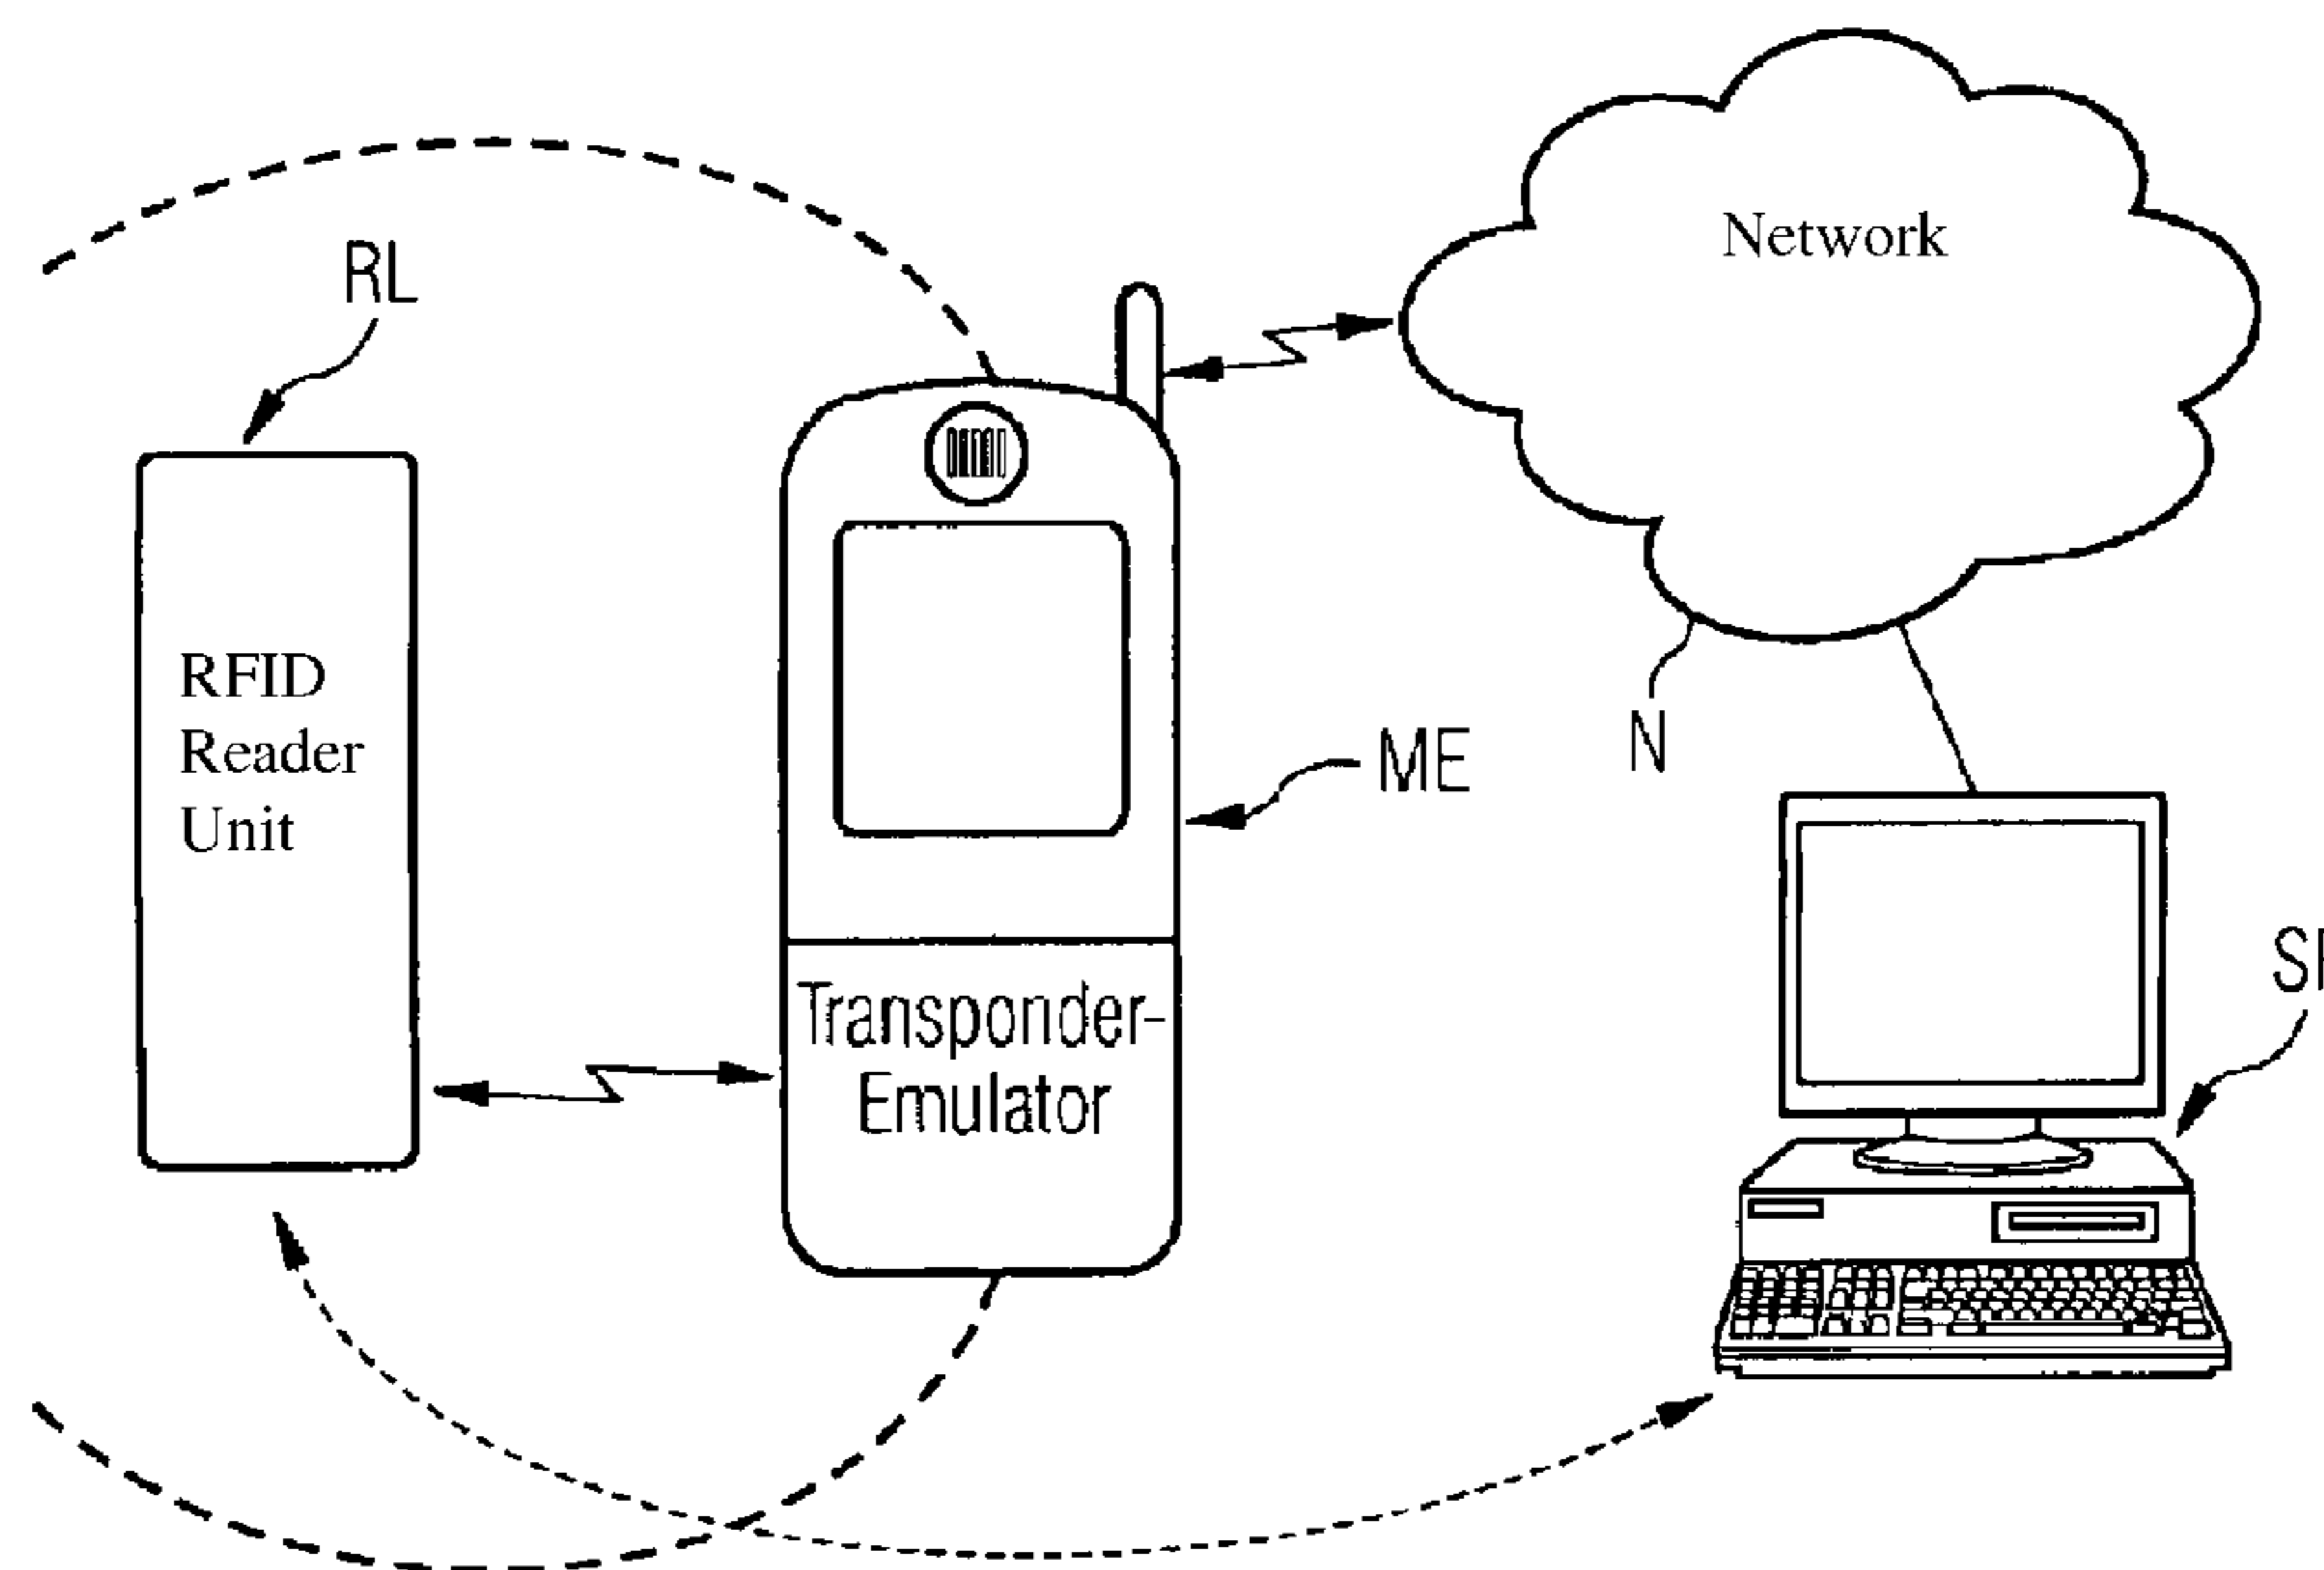 RL
Network
RFID
Reader
Unit
ME
N
Transponder-
Emulator